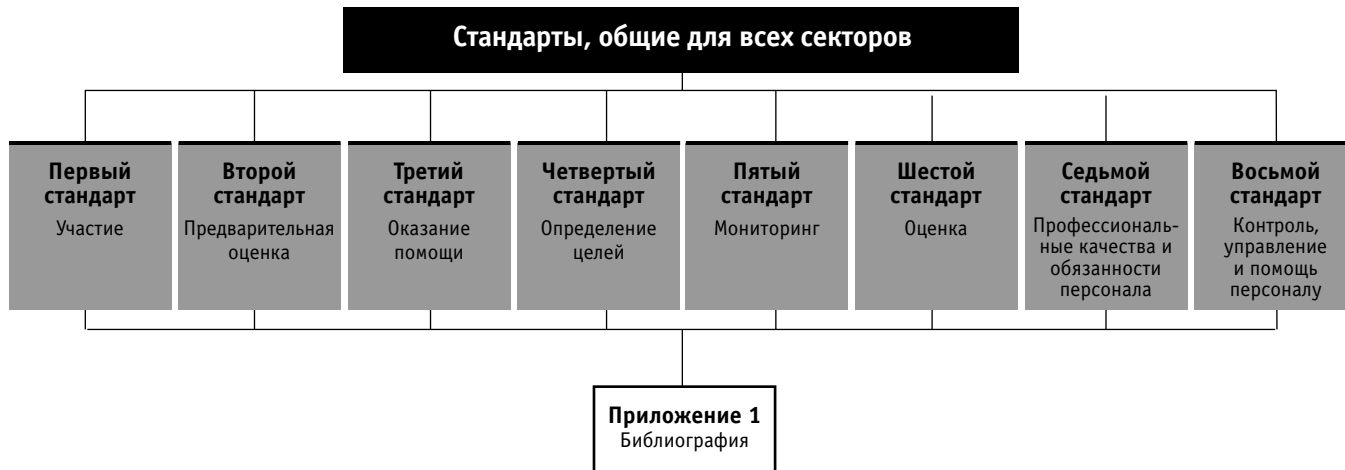 Стандарты, общие для всех секторов
Первый
стандарт
Участие
Второй
стандарт
Предварительная
оценка
Третий
стандарт
Оказание
помощи
Четвертый
стандарт
Определение
целей
Пятый
стандарт
Мониторинг
Шестой
стандарт
Оценка
Седьмой
стандарт
Профессиональ-
ные качества и
обязанности
персонала
Восьмой
стандарт
Контроль,
управление
и помощь
персоналу
Приложение 1
Библиография